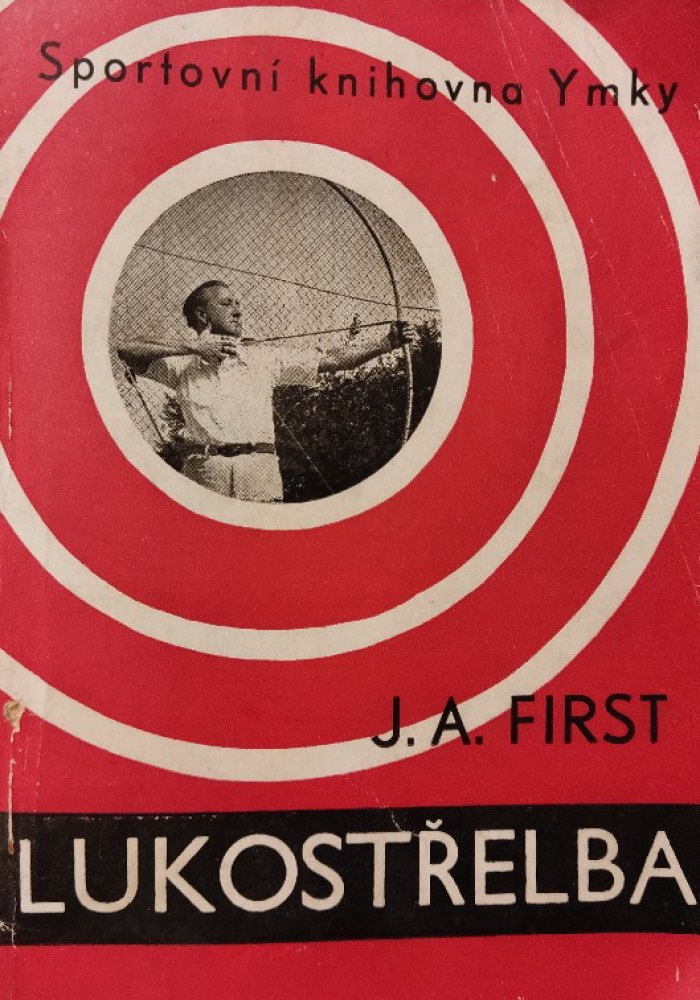 Sportovní knihovna Ymky
J. A. FIRST
LUKOSTŘELBA